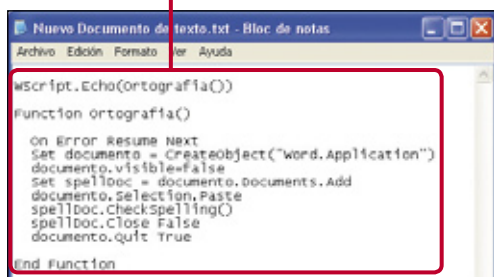 Nuevo Documento de texto.txt - Bloc de notas
Archivo Edición Formato Ver Ayuda
WScript.Echo(Ortografia())
Function Ortografia()
On Error Resume Next
Set documento = CreateObject("Word.Application")
documento.visible=false
Set spellDoc = documento.Documents.Add
documento.Selection.Paste
spellDoc.CheckSpelling()
spellDoc.Close False
documento.Quit True
End Function